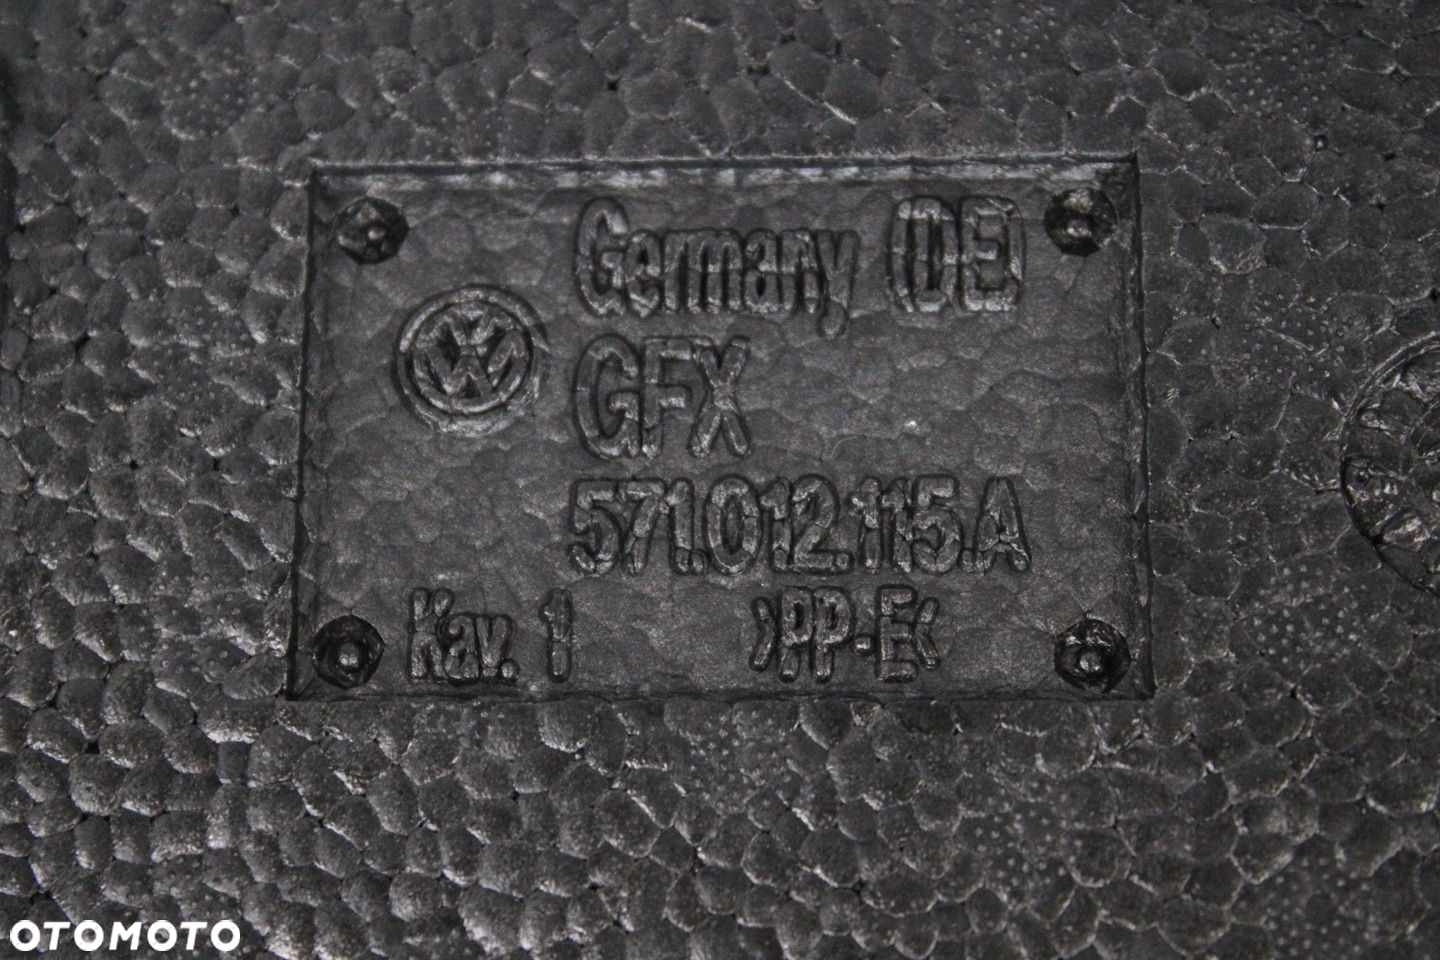 Germany (DE)
GFX
571.012.115.A
Kav. 1 >PP-E<
OTOMOTO